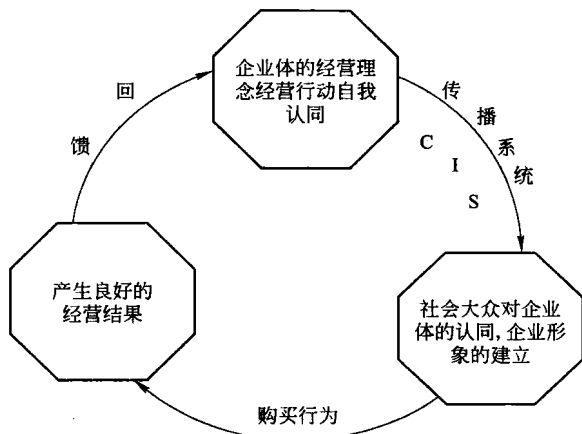 企业体的经营理
念经营行动自我
认同
传播系统
CIS
社会大众对企业
体的认同,企业形
象的建立
购买行为
产生良好的
经营结果
回馈